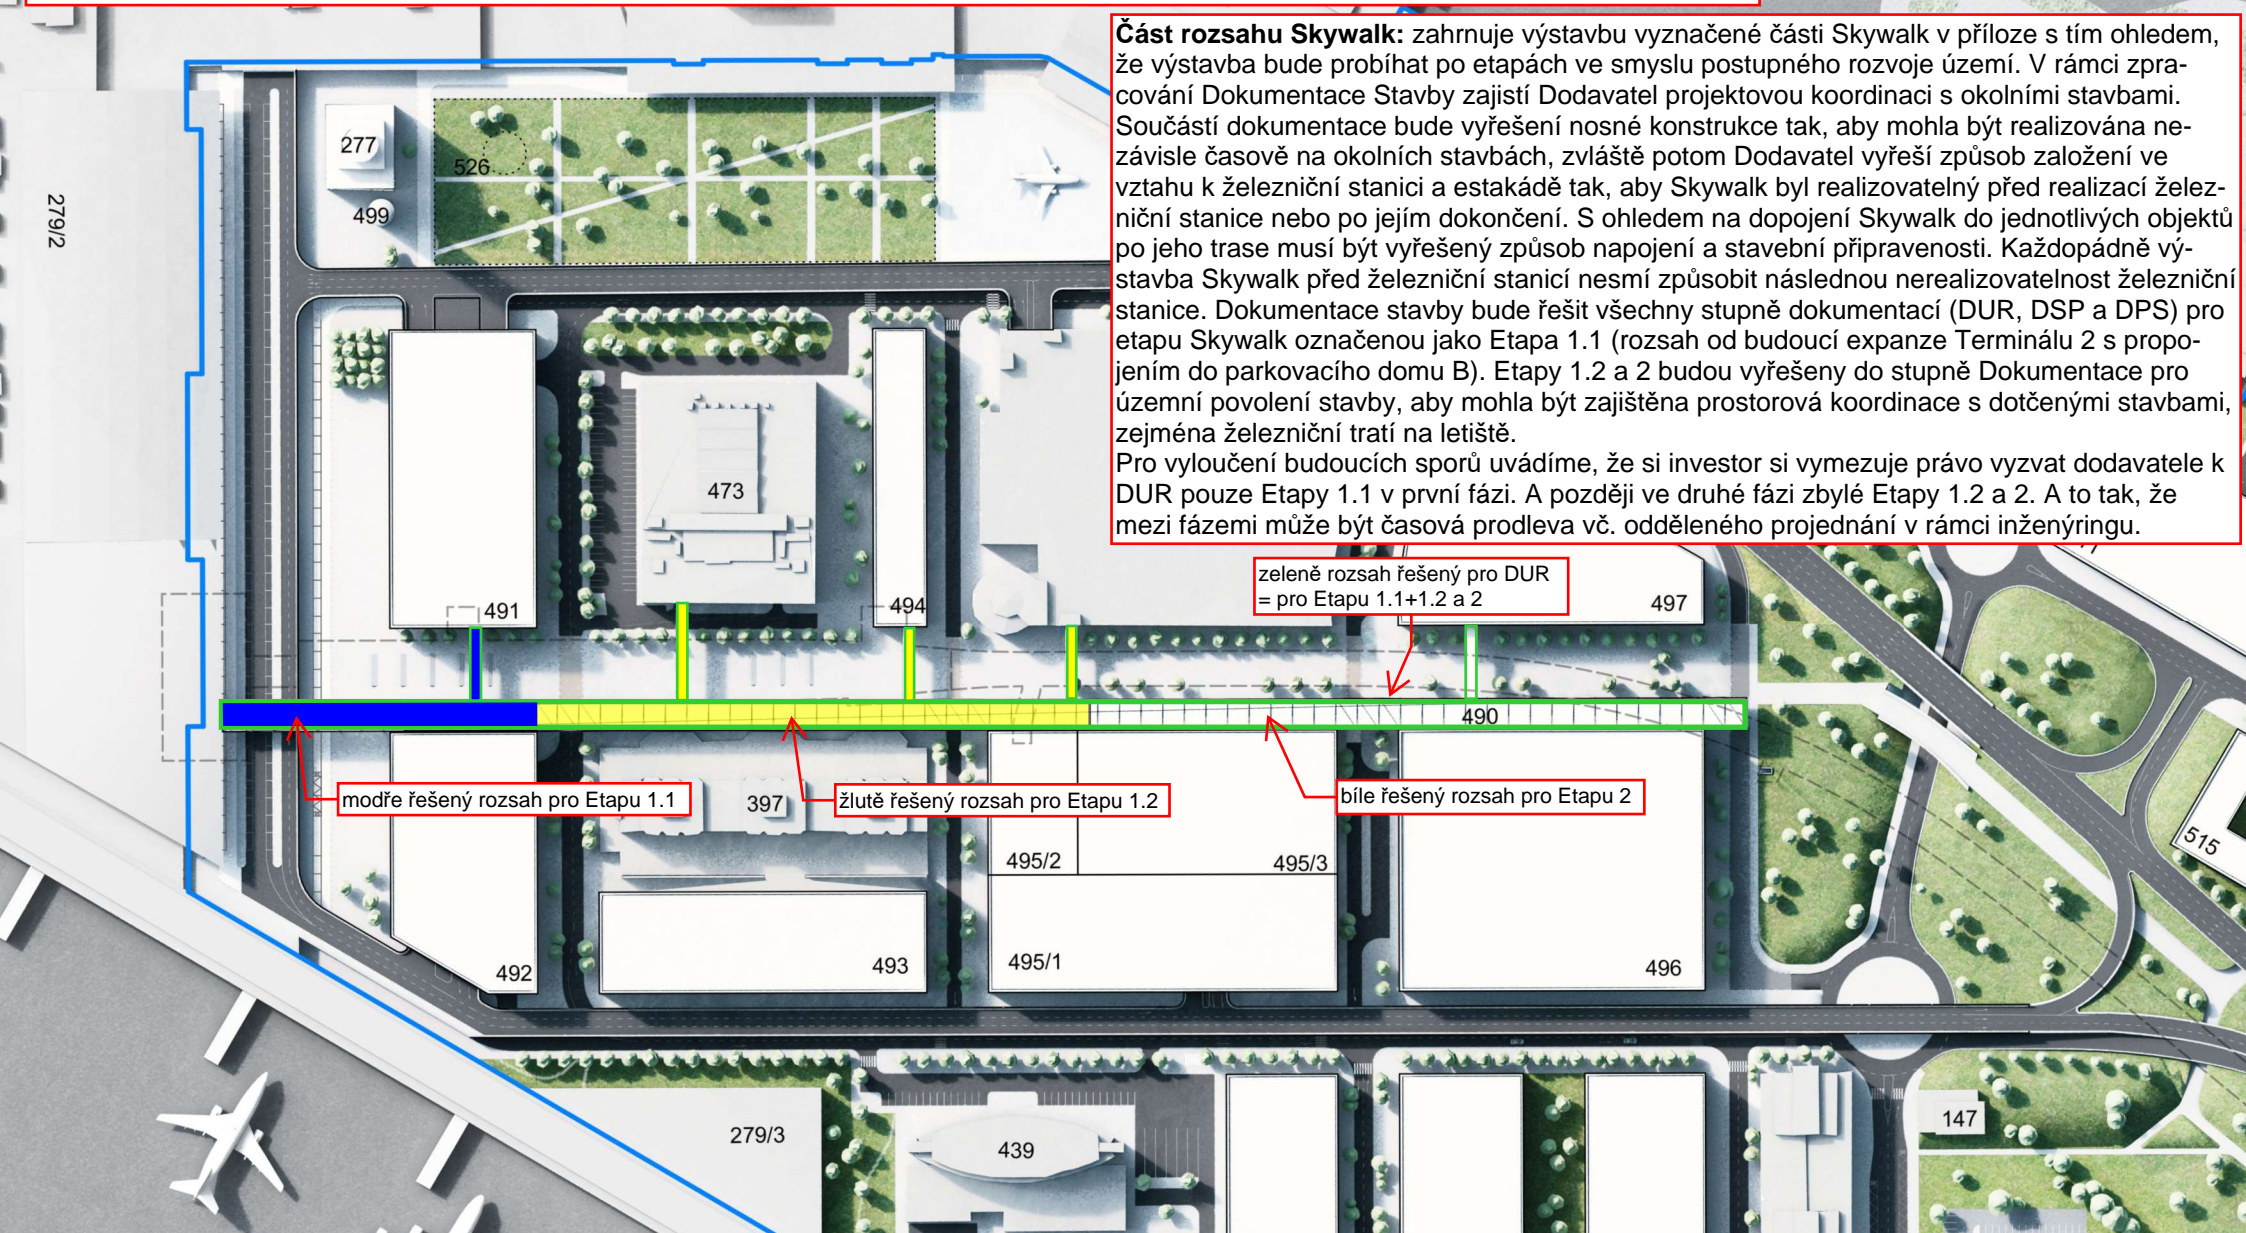 Část rozsahu Skywalk: zahrnuje výstavbu vyznačené části Skywalk v příloze s tím ohledem,
že výstavba bude probíhat po etapách ve smyslu postupného rozvoje území. V rámci zpra-
cování Dokumentace Stavby zajistí Dodavatel projektovou koordinaci s okolními stavbami.
Součástí dokumentace bude vyřešení nosné konstrukce tak, aby mohla být realizována ne-
závisle časově na okolních stavbách, zvláště potom Dodavatel vyřeší způsob založení ve
vztahu k železniční stanici a estakádě tak, aby Skywalk byl realizovatelný před realizací želez-
niční stanice nebo po jejím dokončení. S ohledem na dopojení Skywalk do jednotlivých objektů
po jeho trase musí být vyřešený způsob napojení a stavební připravenosti. Každopádně vý-
stavba Skywalk před železniční stanicí nesmí způsobit následnou nerealizovatelnost železniční
stanice. Dokumentace stavby bude řešit všechny stupně dokumentací (DUR, DSP a DPS) pro
etapu Skywalk označenou jako Etapa 1.1 (rozsah od budoucí expanze Terminálu 2 s propo-
jením do parkovacího domu B). Etapy 1.2 a 2 budou vyřešeny do stupně Dokumentace pro
územní povolení stavby, aby mohla být zajištěna prostorová koordinace s dotčenými stavbami,
zejména železniční tratí na letiště.
Pro vyloučení budoucích sporů uvádíme, že si investor si vymezuje právo vyzvat dodavatele k
DUR pouze Etapy 1.1 v první fázi. A později ve druhé fázi zbylé Etapy 1.2 a 2. A to tak, že
mezi fázemi může být časová prodleva vč. odděleného projednání v rámci inženýringu.
277
526
499
279/2
473
491
494
zeleně rozsah řešený pro DUR
= pro Etapu 1.1+1.2 a 2
497
490
modře řešený rozsah pro Etapu 1.1
397
žlutě řešený rozsah pro Etapu 1.2
bíle řešený rozsah pro Etapu 2
495/2
495/3
515
492
493
495/1
496
279/3
439
147